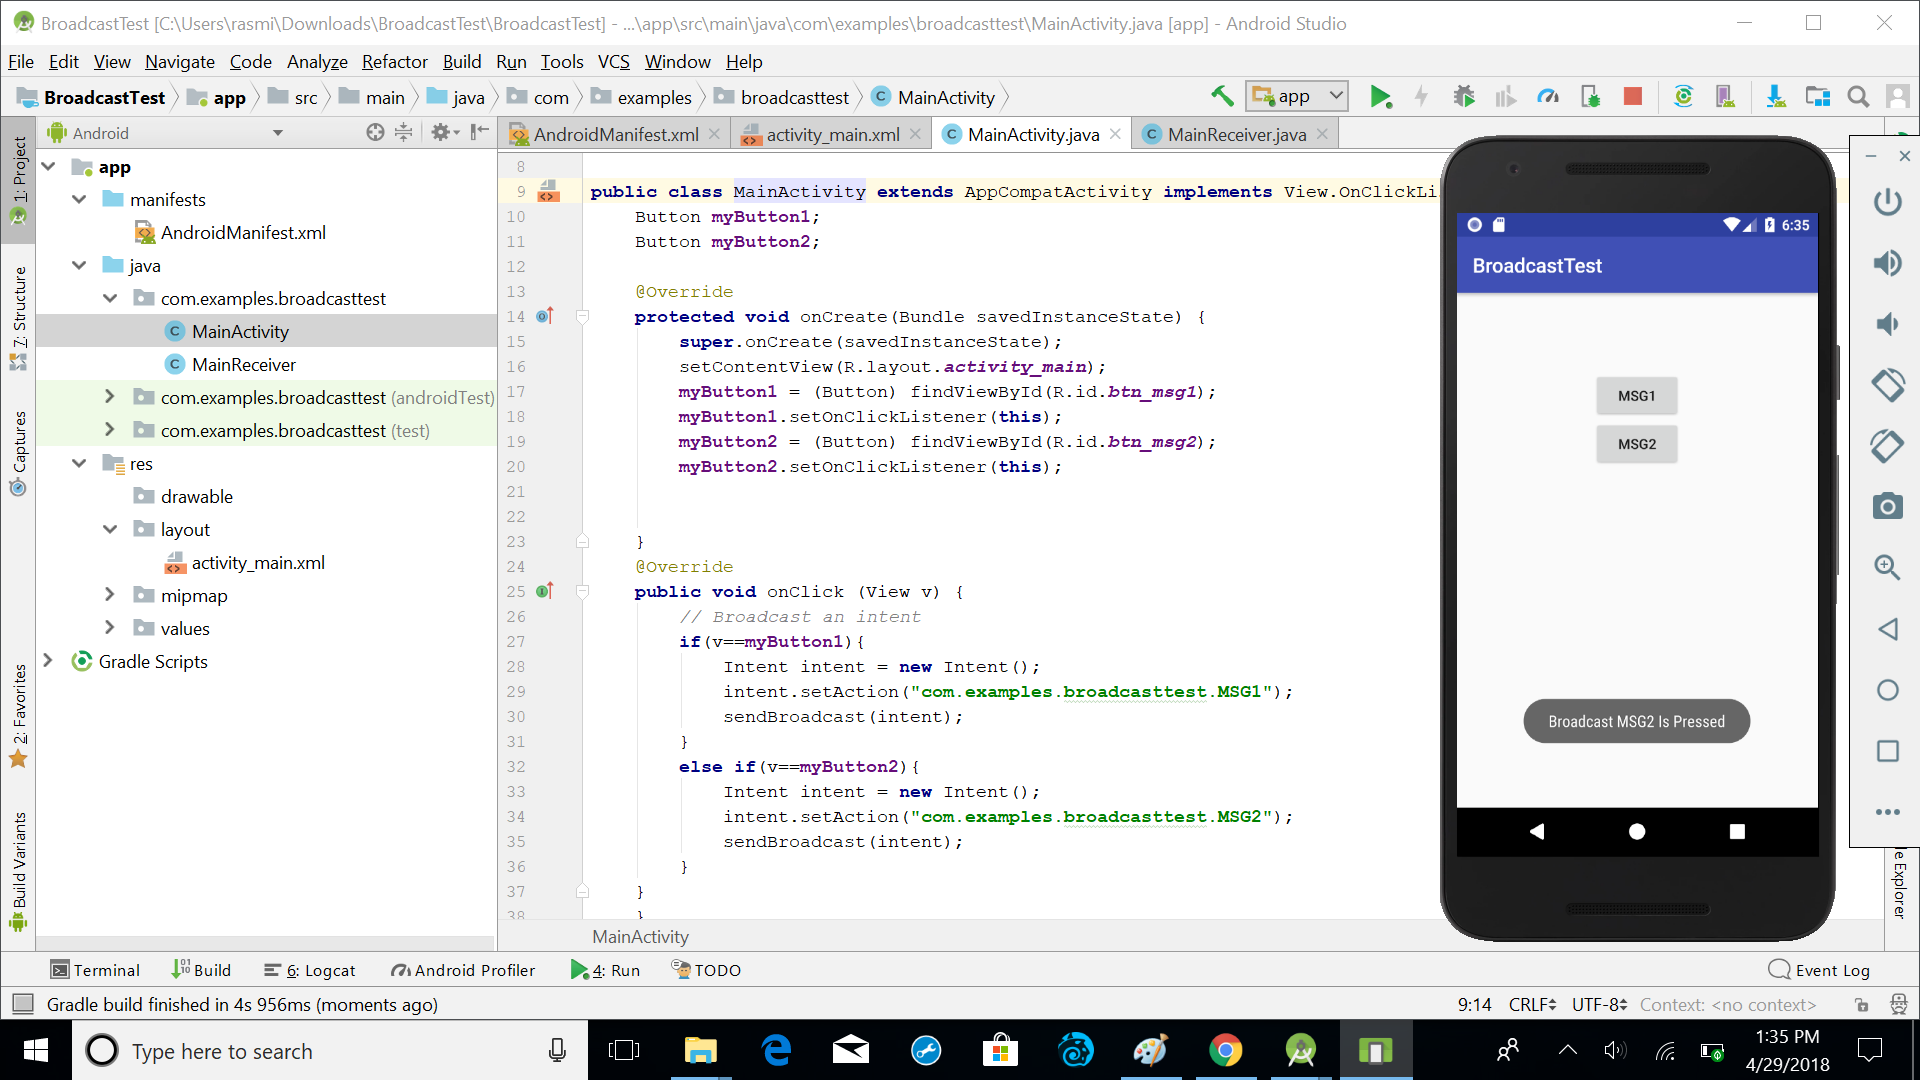 BroadcastTest [C:\Users\rasmi\Downloads\BroadcastTest\BroadcastTest] - ...\app\src\main\java\com\examples\broadcasttest\MainActivity.java [app] - Android Studio
File Edit View Navigate Code Analyze Refactor Build Run Tools VCS Window Help
BroadcastTest app src main java com examples broadcasttest MainActivity app
Android
AndroidManifest.xml activity_main.xml MainActivity.java MainReceiver.java
1: Project
7: Structure
Captures
2: Favorites
Build Variants
app
manifests
AndroidManifest.xml
java
com.examples.broadcasttest
MainActivity
MainReceiver
com.examples.broadcasttest (androidTest)
com.examples.broadcasttest (test)
res
drawable
layout
activity_main.xml
mipmap
values
Gradle Scripts
8
9 public class MainActivity extends AppCompatActivity implements View.OnClickLi
10 Button myButton1;
11 Button myButton2;
12
13 @Override
14 protected void onCreate(Bundle savedInstanceState) {
15 super.onCreate(savedInstanceState);
16 setContentView(R.layout.activity_main);
17 myButton1 = (Button) findViewById(R.id.btn_msg1);
18 myButton1.setOnClickListener(this);
19 myButton2 = (Button) findViewById(R.id.btn_msg2);
20 myButton2.setOnClickListener(this);
21
22
23 }
24 @Override
25 public void onClick (View v) {
26 // Broadcast an intent
27 if(v==myButton1){
28 Intent intent = new Intent();
29 intent.setAction("com.examples.broadcasttest.MSG1");
30 sendBroadcast(intent);
31 }
32 else if(v==myButton2){
33 Intent intent = new Intent();
34 intent.setAction("com.examples.broadcasttest.MSG2");
35 sendBroadcast(intent);
36 }
37 }
38 }
MainActivity
6:35
BroadcastTest
MSG1
MSG2
Broadcast MSG2 Is Pressed
Explorer
Terminal Build 6: Logcat Android Profiler 4: Run TODO Event Log
Gradle build finished in 4s 956ms (moments ago) 9:14 CRLF UTF-8 Context: <no context>
Type here to search
1:35 PM
4/29/2018